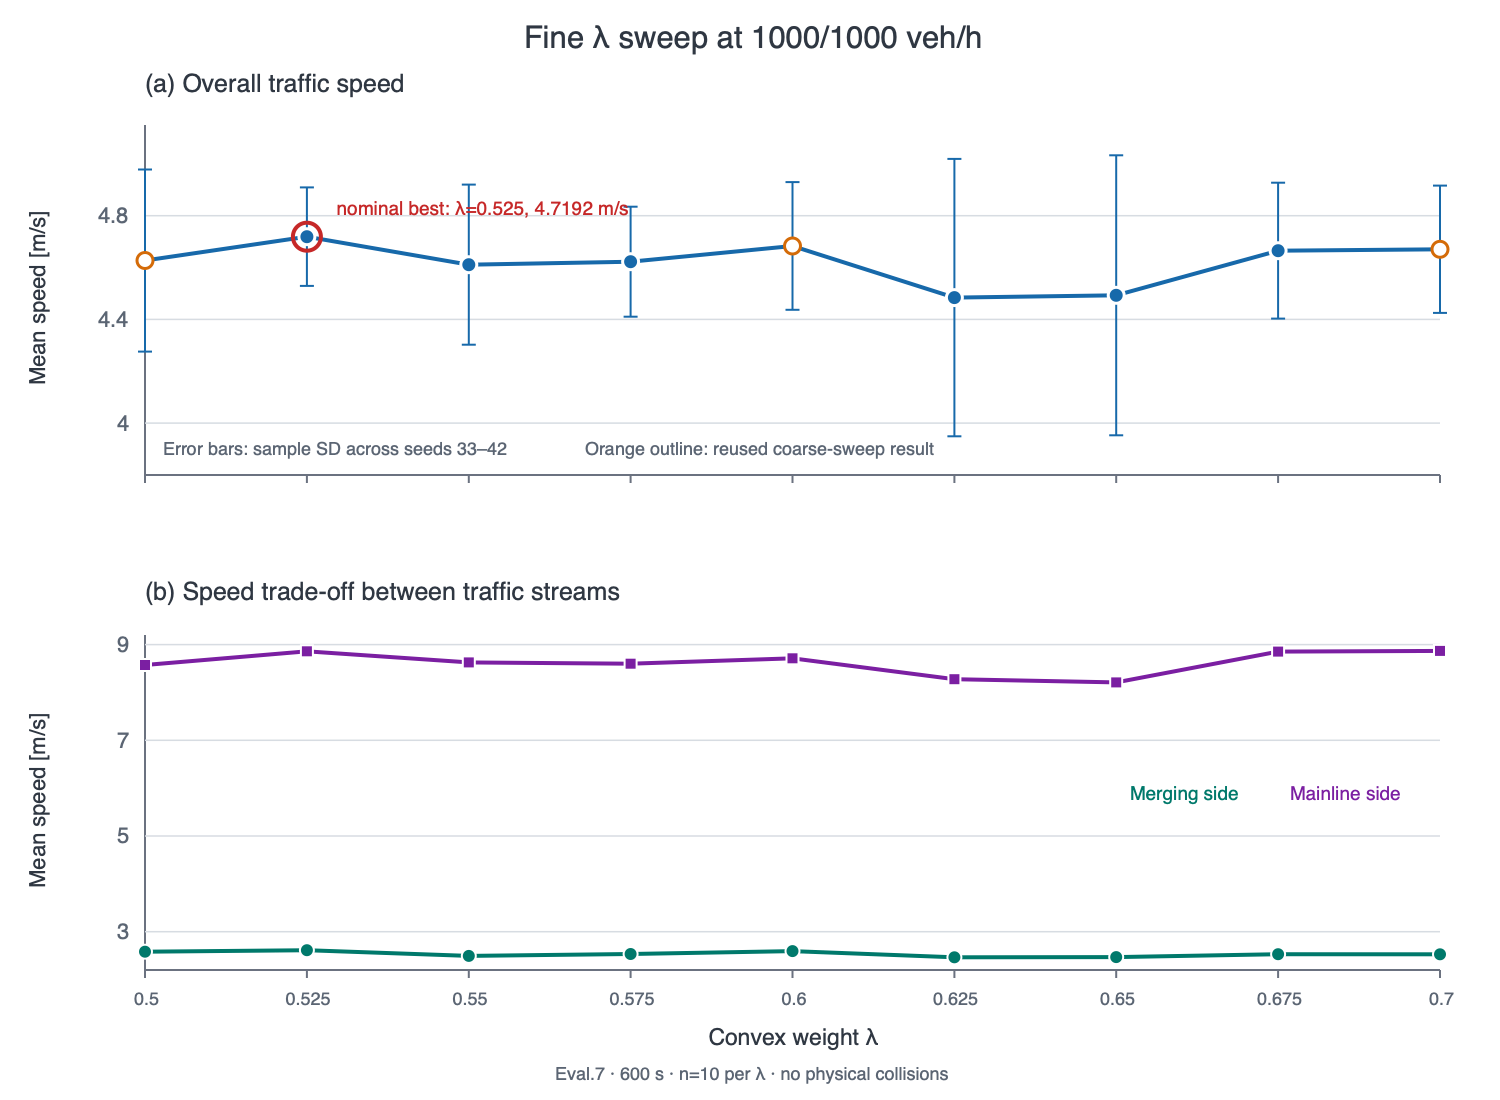 Fine λ sweep at 1000/1000 veh/h
(a) Overall traffic speed
Mean speed [m/s]
4.8
4.4
4
nominal best: λ=0.525, 4.7192 m/s
Error bars: sample SD across seeds 33–42
Orange outline: reused coarse-sweep result
(b) Speed trade-off between traffic streams
Mean speed [m/s]
9
7
5
3
Merging side
Mainline side
0.5
0.525
0.55
0.575
0.6
0.625
0.65
0.675
0.7
Convex weight λ
Eval.7 · 600 s · n=10 per λ · no physical collisions